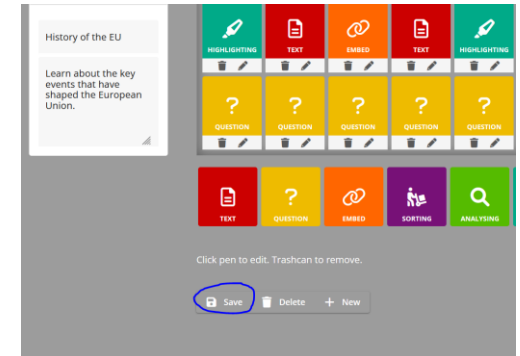 History of the EU
Learn about the key
events that have
shaped the European
Union.
HIGHLIGHTING TEXT EMBED TEXT HIGHLIGHTING
? ? ? ? ?
QUESTION QUESTION QUESTION QUESTION QUESTION
?
TEXT QUESTION EMBED SORTING ANALYSING
Click pen to edit. Trashcan to remove.
Save Delete + New